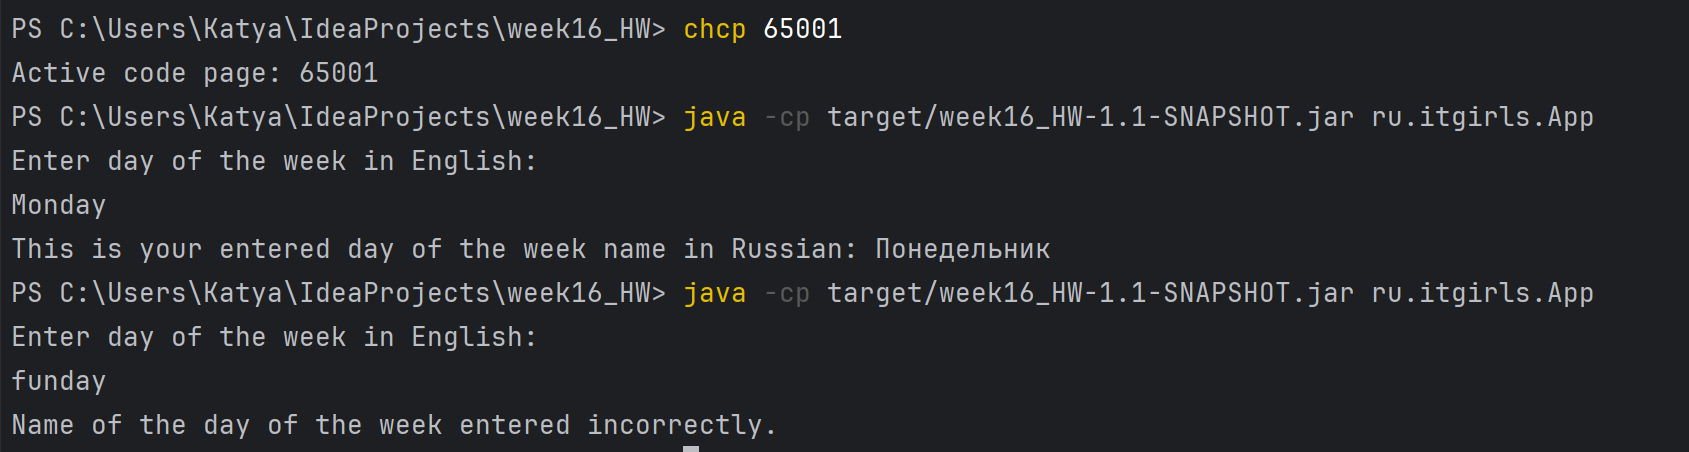 PS C:\Users\Katya\IdeaProjects\week16_HW> chcp 65001
Active code page: 65001
PS C:\Users\Katya\IdeaProjects\week16_HW> java -cp target/week16_HW-1.1-SNAPSHOT.jar ru.itgirls.App
Enter day of the week in English:
Monday
This is your entered day of the week name in Russian: Понедельник
PS C:\Users\Katya\IdeaProjects\week16_HW> java -cp target/week16_HW-1.1-SNAPSHOT.jar ru.itgirls.App
Enter day of the week in English:
funday
Name of the day of the week entered incorrectly.